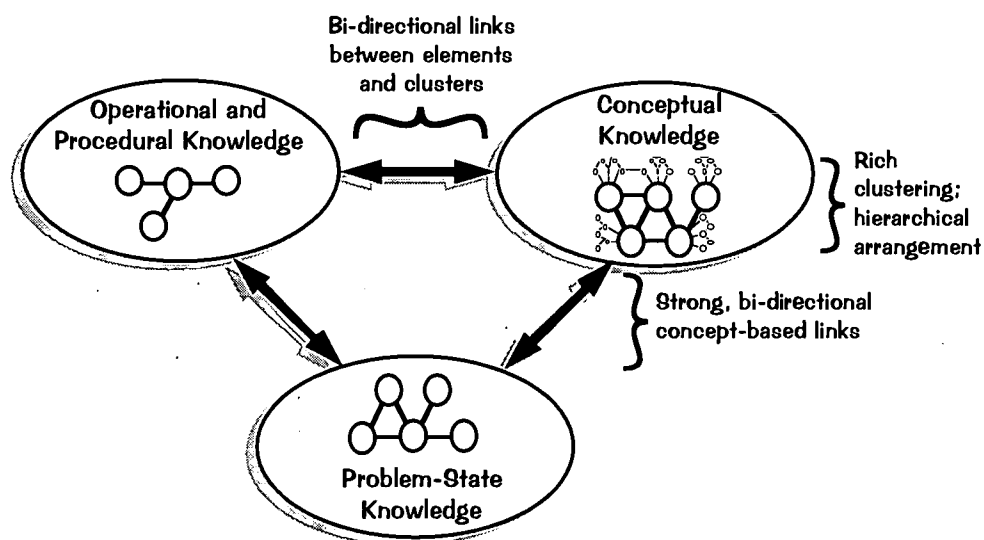 Bi-directional links
between elements
and clusters
Operational and
Procedural Knowledge
Conceptual
Knowledge
Rich
clustering;
hierarchical
arrangement
Strong, bi-directional
concept-based links
Problem-State
Knowledge